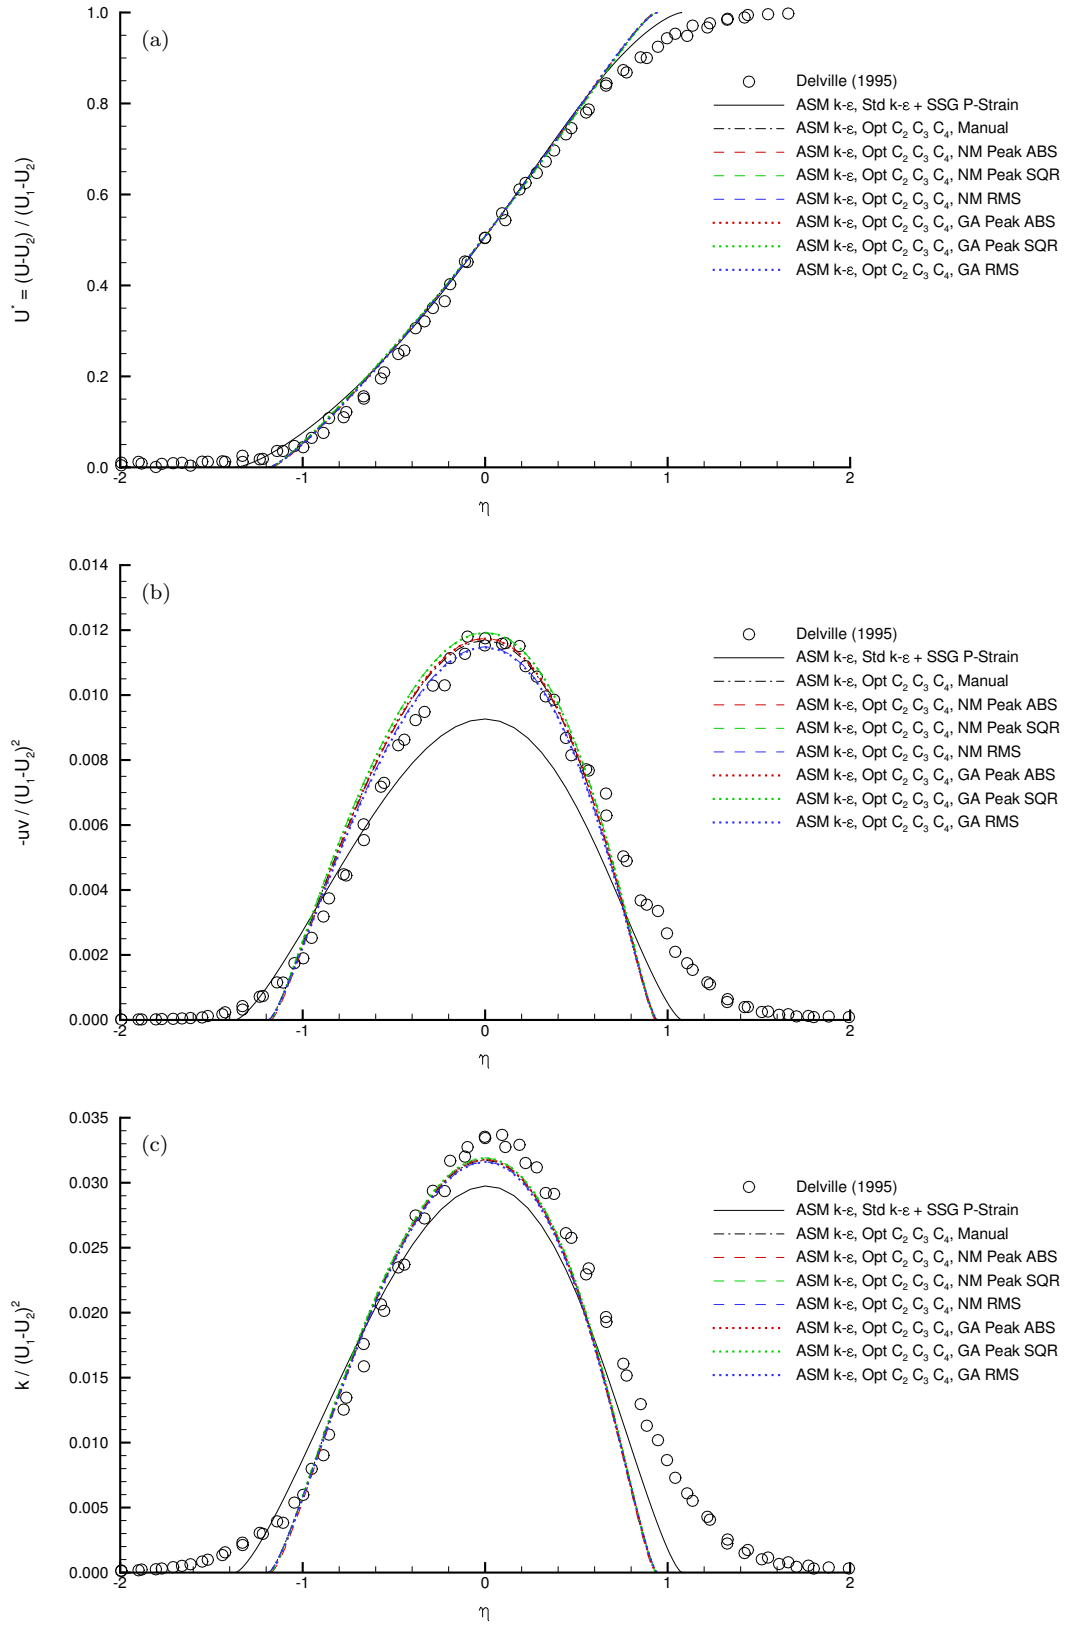 1.0
(a)
Delville (1995)
ASM k-ε, Std k-ε + SSG P-Strain
ASM k-ε, Opt C₂ C₃ C₄, Manual
ASM k-ε, Opt C₂ C₃ C₄, NM Peak ABS
ASM k-ε, Opt C₂ C₃ C₄, NM Peak SQR
ASM k-ε, Opt C₂ C₃ C₄, NM RMS
ASM k-ε, Opt C₂ C₃ C₄, GA Peak ABS
ASM k-ε, Opt C₂ C₃ C₄, GA Peak SQR
ASM k-ε, Opt C₂ C₃ C₄, GA RMS
0.8
0.6
0.4
0.2
0.0
U* = (U-U₂) / (U₁-U₂)
-2 -1 0 1 2
η
0.014
(b)
Delville (1995)
ASM k-ε, Std k-ε + SSG P-Strain
ASM k-ε, Opt C₂ C₃ C₄, Manual
ASM k-ε, Opt C₂ C₃ C₄, NM Peak ABS
ASM k-ε, Opt C₂ C₃ C₄, NM Peak SQR
ASM k-ε, Opt C₂ C₃ C₄, NM RMS
ASM k-ε, Opt C₂ C₃ C₄, GA Peak ABS
ASM k-ε, Opt C₂ C₃ C₄, GA Peak SQR
ASM k-ε, Opt C₂ C₃ C₄, GA RMS
0.012
0.010
0.008
0.006
0.004
0.002
0.000
-uv / (U₁-U₂)²
-2 -1 0 1 2
η
0.035
(c)
Delville (1995)
ASM k-ε, Std k-ε + SSG P-Strain
ASM k-ε, Opt C₂ C₃ C₄, Manual
ASM k-ε, Opt C₂ C₃ C₄, NM Peak ABS
ASM k-ε, Opt C₂ C₃ C₄, NM Peak SQR
ASM k-ε, Opt C₂ C₃ C₄, NM RMS
ASM k-ε, Opt C₂ C₃ C₄, GA Peak ABS
ASM k-ε, Opt C₂ C₃ C₄, GA Peak SQR
ASM k-ε, Opt C₂ C₃ C₄, GA RMS
0.030
0.025
0.020
0.015
0.010
0.005
0.000
k / (U₁-U₂)²
-2 -1 0 1 2
η